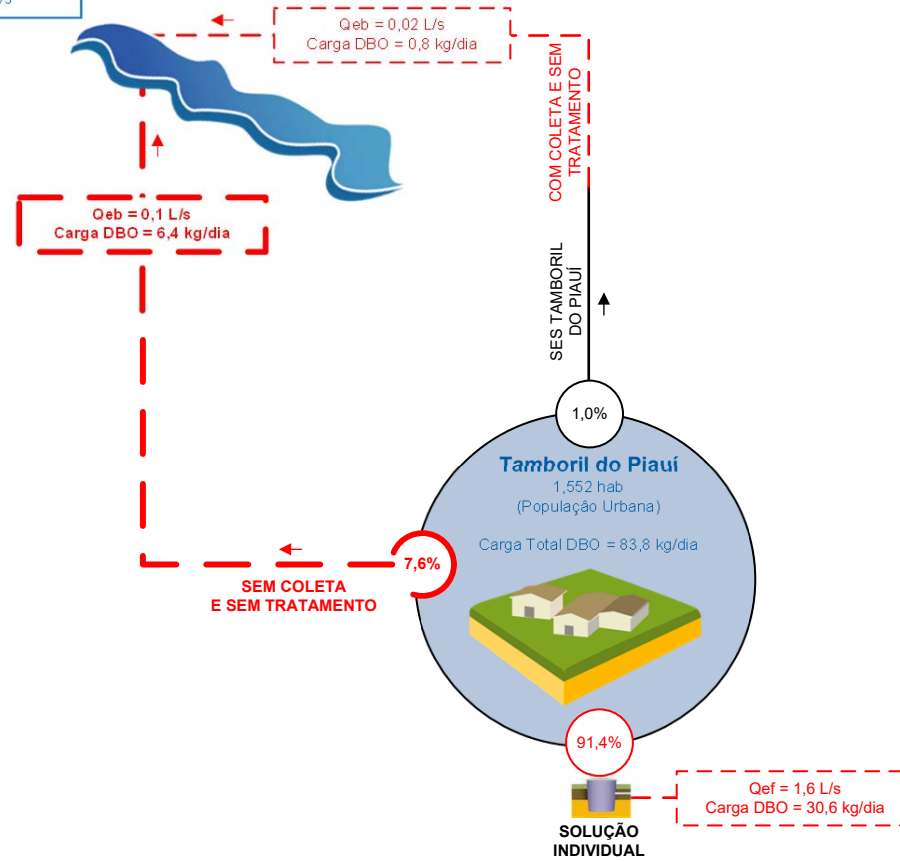 Qeb = 0,02 L/s
Carga DBO = 0,8 kg/dia
COM COLETA E SEM
TRATAMENTO
Qeb = 0,1 L/s
Carga DBO = 6,4 kg/dia
SES TAMBORIL
DO PIAUÍ
1,0%
Tamboril do Piauí
1,552 hab
(População Urbana)
Carga Total DBO = 83,8 kg/dia
7,6%
SEM COLETA
E SEM TRATAMENTO
91,4%
Qef = 1,6 L/s
Carga DBO = 30,6 kg/dia
SOLUÇÃO
INDIVIDUAL